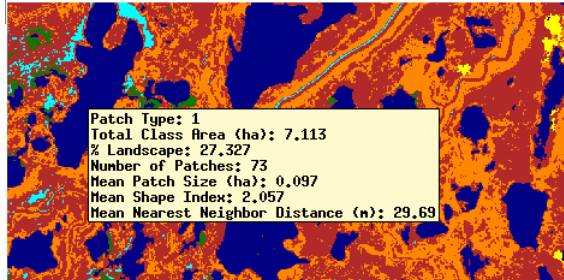 Patch Type: 1
Total Class Area (ha): 7.113
% Landscape: 27.327
Number of Patches: 73
Mean Patch Size (ha): 0.097
Mean Shape Index: 2.057
Mean Nearest Neighbor Distance (m): 29.69